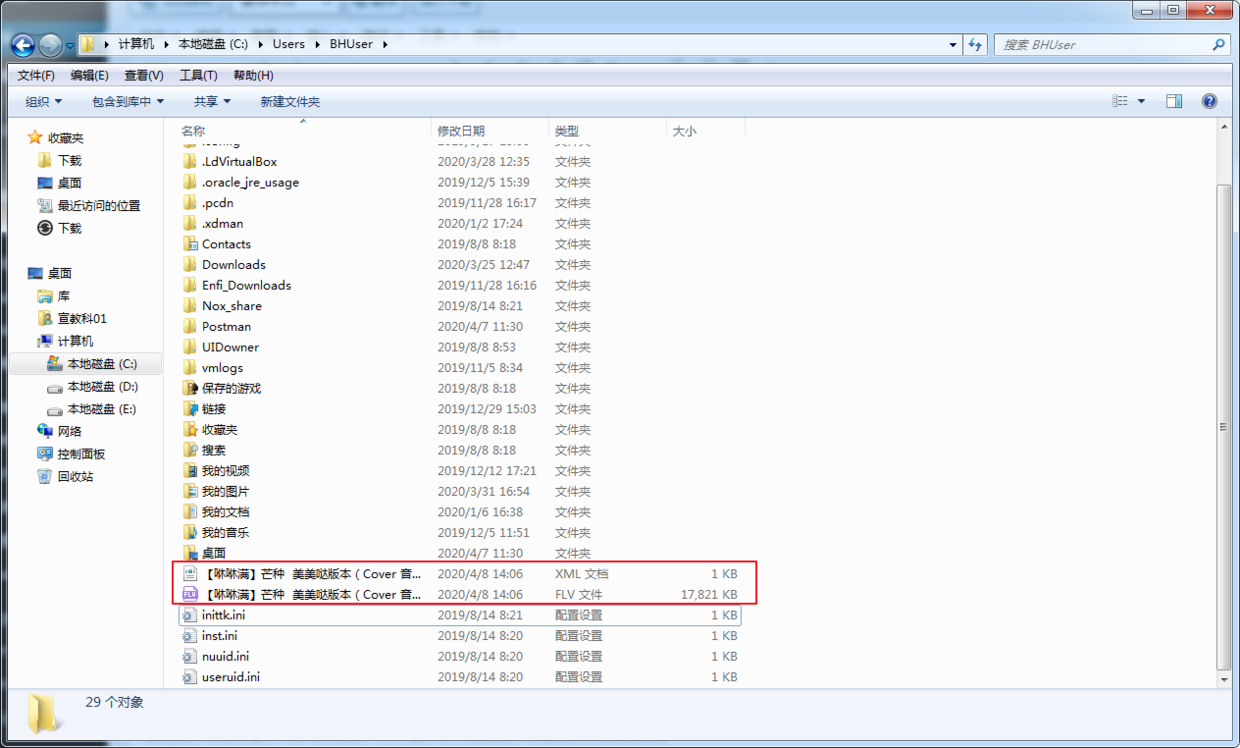 计算机 本地磁盘 (C:) Users BHUser 搜索 BHUser
文件(F) 编辑(E) 查看(V) 工具(T) 帮助(H)
组织 包含到库中 共享 新建文件夹
收藏夹
下载
桌面
最近访问的位置
下载
桌面
库
宣教科01
计算机
本地磁盘 (C:)
本地磁盘 (D:)
本地磁盘 (E:)
网络
控制面板
回收站
名称 修改日期 类型 大小
.LdVirtualBox 2020/3/28 12:35 文件夹
.oracle_jre_usage 2019/12/5 15:39 文件夹
.pcdn 2019/11/28 16:17 文件夹
.xdman 2020/1/2 17:24 文件夹
Contacts 2019/8/8 8:18 文件夹
Downloads 2020/3/25 12:47 文件夹
Enfi_Downloads 2019/11/28 16:16 文件夹
Nox_share 2019/8/14 8:21 文件夹
Postman 2020/4/7 11:30 文件夹
UIDowner 2019/8/8 8:53 文件夹
vmlogs 2019/11/5 8:34 文件夹
保存的游戏 2019/8/8 8:18 文件夹
链接 2019/12/29 15:03 文件夹
收藏夹 2019/8/8 8:18 文件夹
搜索 2019/8/8 8:18 文件夹
我的视频 2019/12/12 17:21 文件夹
我的图片 2020/3/31 16:54 文件夹
我的文档 2020/1/6 16:38 文件夹
我的音乐 2019/12/5 11:51 文件夹
桌面 2020/4/7 11:30 文件夹
【咻咻满】芒种 美美哒版本（Cover 音... 2020/4/8 14:06 XML 文档 1 KB
FLV 【咻咻满】芒种 美美哒版本（Cover 音... 2020/4/8 14:06 FLV 文件 17,821 KB
inittk.ini 2019/8/14 8:21 配置设置 1 KB
inst.ini 2019/8/14 8:20 配置设置 1 KB
nuuid.ini 2019/8/14 8:20 配置设置 1 KB
useruid.ini 2019/8/14 8:20 配置设置 1 KB
29 个对象